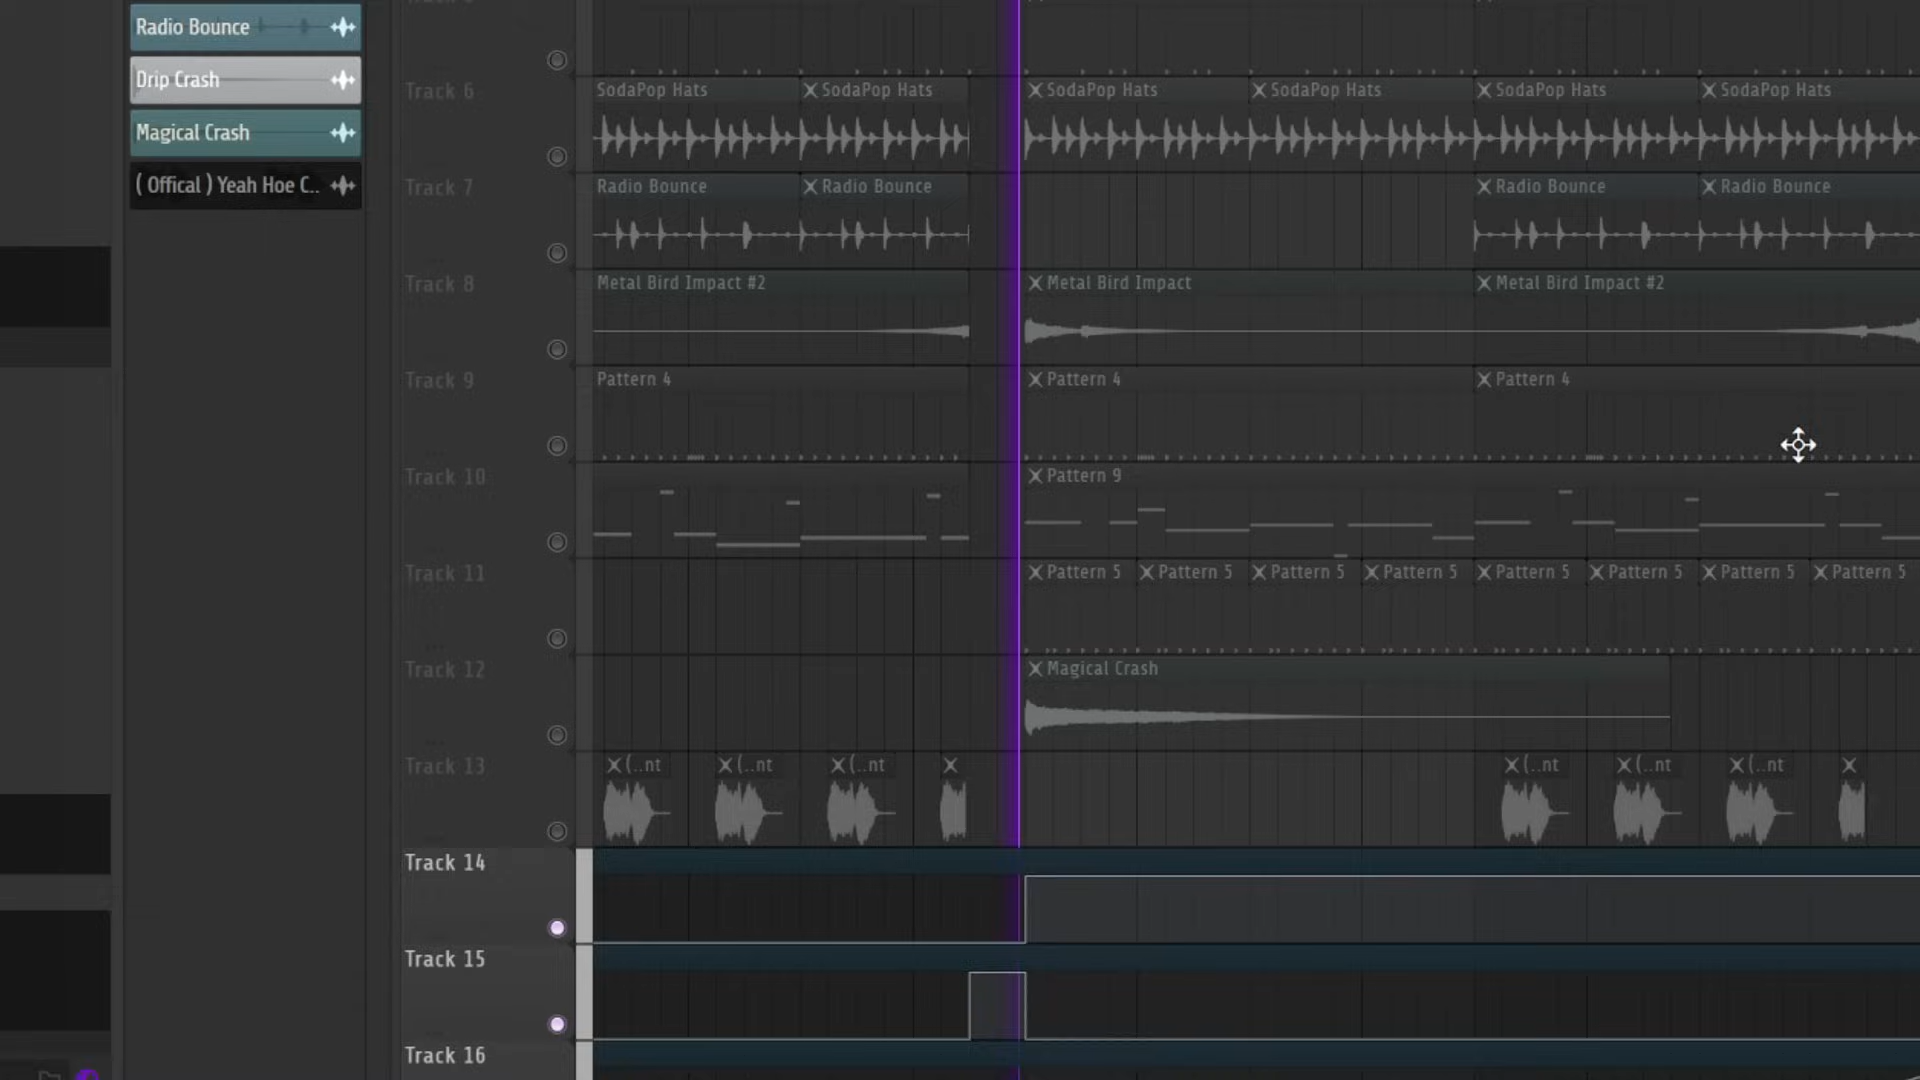 Radio Bounce
Drip Crash
Magical Crash
( Offical ) Yeah Hoe C..
Track 6
SodaPop Hats SodaPop Hats SodaPop Hats SodaPop Hats SodaPop Hats SodaPop Hats
Track 7
Radio Bounce Radio Bounce Radio Bounce Radio Bounce
Track 8
Metal Bird Impact #2 Metal Bird Impact Metal Bird Impact #2
Track 9
Pattern 4 Pattern 4 Pattern 4
Track 10
Pattern 9
Track 11
Pattern 5 Pattern 5 Pattern 5 Pattern 5 Pattern 5 Pattern 5 Pattern 5 Pattern 5
Track 12
Magical Crash
Track 13
(..nt (..nt (..nt (..nt (..nt (..nt
Track 14
Track 15
Track 16